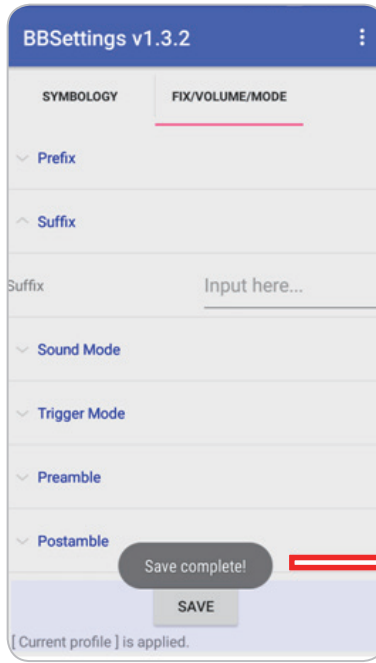 BBSettings v1.3.2
SYMBOLOGY FIX/VOLUME/MODE
Prefix
Suffix
Suffix Input here...
Sound Mode
Trigger Mode
Preamble
Postamble
Save complete!
SAVE
[ Current profile ] is applied.